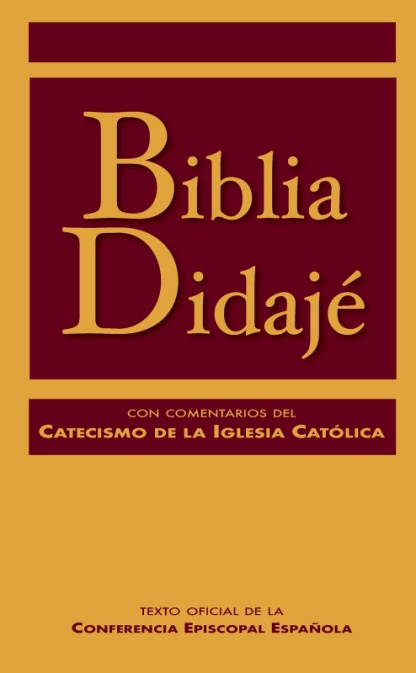 Biblia
Didajé
CON COMENTARIOS DEL
CATECISMO DE LA IGLESIA CATÓLICA
TEXTO OFICIAL DE LA
CONFERENCIA EPISCOPAL ESPAÑOLA